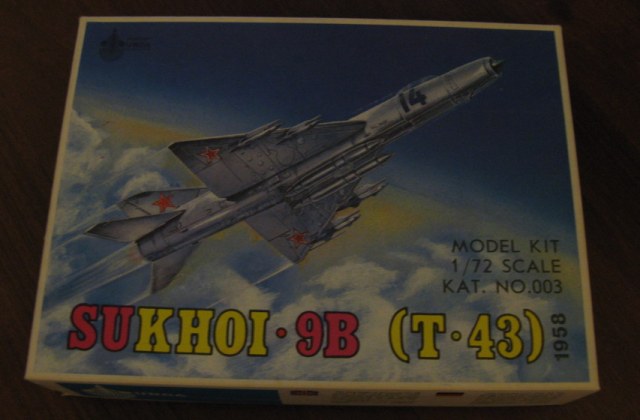 14
MODEL KIT
1/72 SCALE
KAT. NO.003
SUKHOI·9B (T·43)
1958